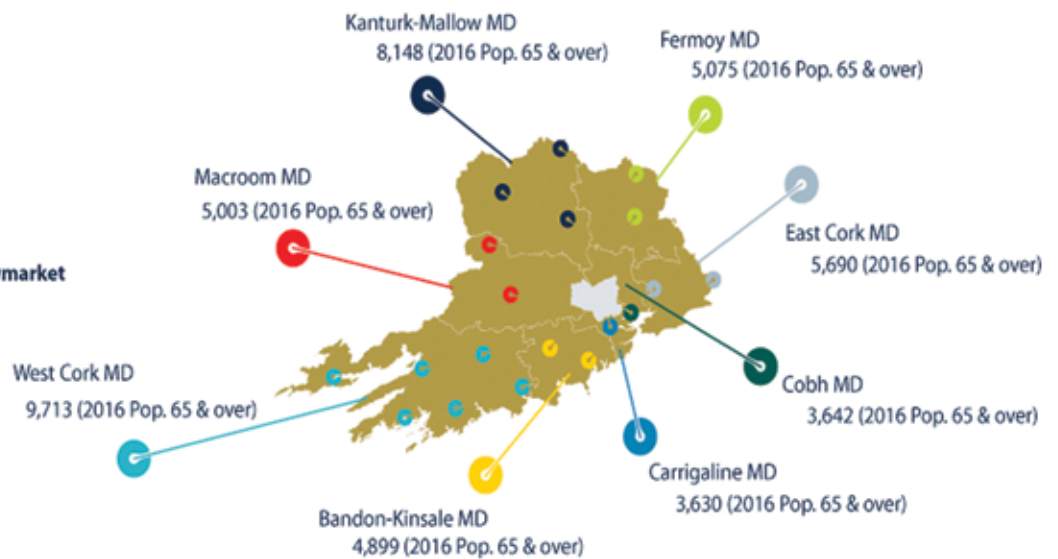 Kanturk-Mallow MD
8,148 (2016 Pop. 65 & over)
Fermoy MD
5,075 (2016 Pop. 65 & over)
Macroom MD
5,003 (2016 Pop. 65 & over)
East Cork MD
5,690 (2016 Pop. 65 & over)
West Cork MD
9,713 (2016 Pop. 65 & over)
Cobh MD
3,642 (2016 Pop. 65 & over)
Carrigaline MD
3,630 (2016 Pop. 65 & over)
Bandon-Kinsale MD
4,899 (2016 Pop. 65 & over)